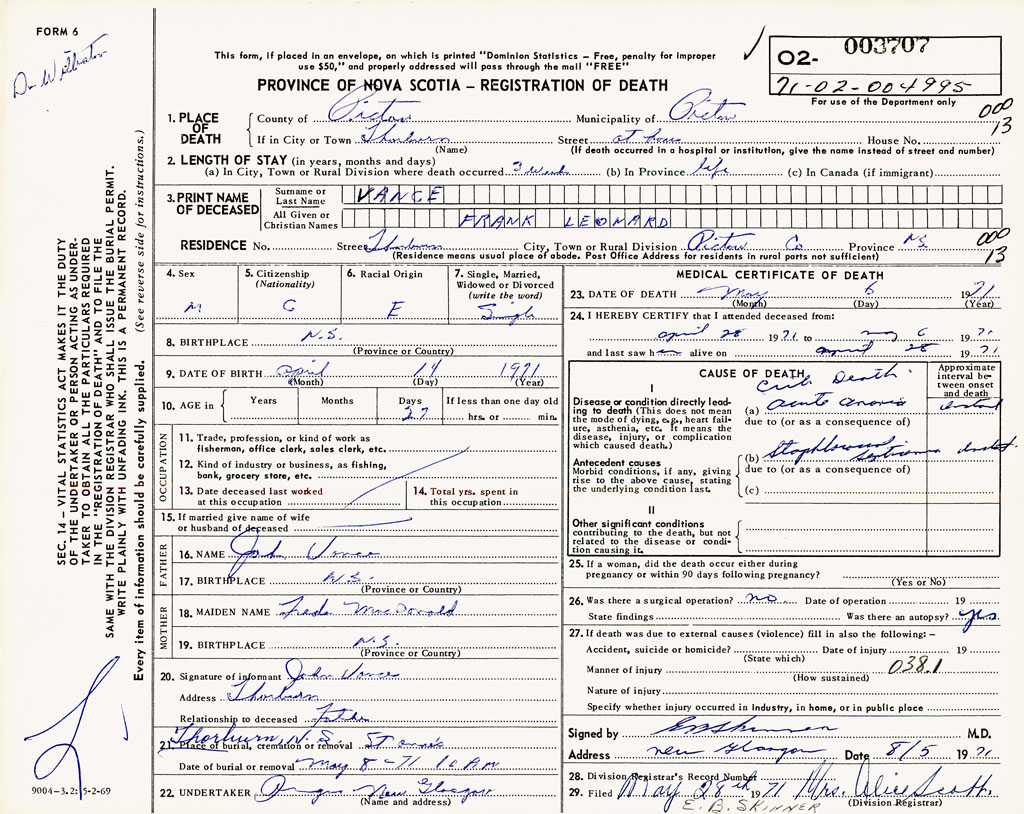 FORM 6
This form, if placed in an envelope, on which is printed "Dominion Statistics – Free, penalty for improper
use $50," and properly addressed will pass through the mail "FREE"
PROVINCE OF NOVA SCOTIA – REGISTRATION OF DEATH
02- 003707
71-02-004995
For use of the Department only
SEC. 14 – VITAL STATISTICS ACT MAKES IT THE DUTY
OF THE UNDERTAKER OR PERSON ACTING AS UNDER-
TAKER TO OBTAIN ALL THE PARTICULARS REQUIRED
IN THE "REGISTRATION OF DEATH" AND TO FILE THE
SAME WITH THE DIVISION REGISTRAR WHO SHALL ISSUE THE BURIAL PERMIT.
WRITE PLAINLY WITH UNFADING INK. THIS IS A PERMANENT RECORD.
Every item of information should be carefully supplied. (See reverse side for instructions.)
1. PLACE OF DEATH
County of Pictou Municipality of Pictou 000
If in City or Town Thorburn Street at home House No. 13
(Name) (If death occurred in a hospital or institution, give the name instead of street and number)
2. LENGTH OF STAY (in years, months and days)
(a) In City, Town or Rural Division where death occurred 3 weeks (b) In Province life (c) In Canada (if immigrant)
3. PRINT NAME OF DECEASED
Surname or Last Name VANCE
All Given or Christian Names FRANK LEONARD
RESIDENCE No. Street Thorburn City, Town or Rural Division Pictou Co Province N.S. 000
(Residence means usual place of abode. Post Office Address for residents in rural parts not sufficient) 13
4. Sex M
5. Citizenship (Nationality) C
6. Racial Origin E
7. Single, Married, Widowed or Divorced (write the word) Single
8. BIRTHPLACE N.S.
(Province or Country)
9. DATE OF BIRTH April 14 1971
(Month) (Day) (Year)
10. AGE in Years Months Days 27 If less than one day old hrs. or min.
OCCUPATION
11. Trade, profession, or kind of work as
fisherman, office clerk, sales clerk, etc.
12. Kind of industry or business, as fishing,
bank, grocery store, etc.
13. Date deceased last worked
at this occupation
14. Total yrs. spent in
this occupation
15. If married give name of wife
or husband of deceased
FATHER
16. NAME John Vance
17. BIRTHPLACE N.S.
(Province or Country)
MOTHER
18. MAIDEN NAME Leda MacDonald
19. BIRTHPLACE N.S.
(Province or Country)
20. Signature of informant John Vance
Address Thorburn
Relationship to deceased Father
Thorburn, N.S.
21. Place of burial, cremation or removal St Ann's
Date of burial or removal May 8-71 10 AM
22. UNDERTAKER Angus New Glasgow
(Name and address)
9004-3.2: 5-2-69
MEDICAL CERTIFICATE OF DEATH
23. DATE OF DEATH May 6 1971
(Month) (Day) (Year)
24. I HEREBY CERTIFY that I attended deceased from:
April 28 1971 to May 6 1971
and last saw him alive on April 28 1971
CAUSE OF DEATH
Approximate interval between onset and death
Crib Death
I
Disease or condition directly lead-
ing to death (This does not mean
the mode of dying, e.g., heart fail-
ure, asthenia, etc. It means the
disease, injury, or complication
which caused death.)
(a) acute anoxia instant
due to (or as a consequence of)
Antecedent causes
Morbid conditions, if any, giving
rise to the above cause, stating
the underlying condition last.
(b)
due to (or as a consequence of)
(c)
II
Other significant conditions
contributing to the death, but not
related to the disease or condi-
tion causing it.
25. If a woman, did the death occur either during
pregnancy or within 90 days following pregnancy?
(Yes or No)
26. Was there a surgical operation? no Date of operation 19
State findings Was there an autopsy? yes
27. If death was due to external causes (violence) fill in also the following:–
Accident, suicide or homicide? Date of injury 19
(State which)
Manner of injury 038.1
(How sustained)
Nature of injury
Specify whether injury occurred in industry, in home, or in public place
Signed by EB Skinner M.D.
Address New Glasgow Date 8/5 1971
28. Division Registrar's Record Number
29. Filed May 28th 1971 Mrs. Alice Scott
(Division Registrar)
E. B. SKINNER